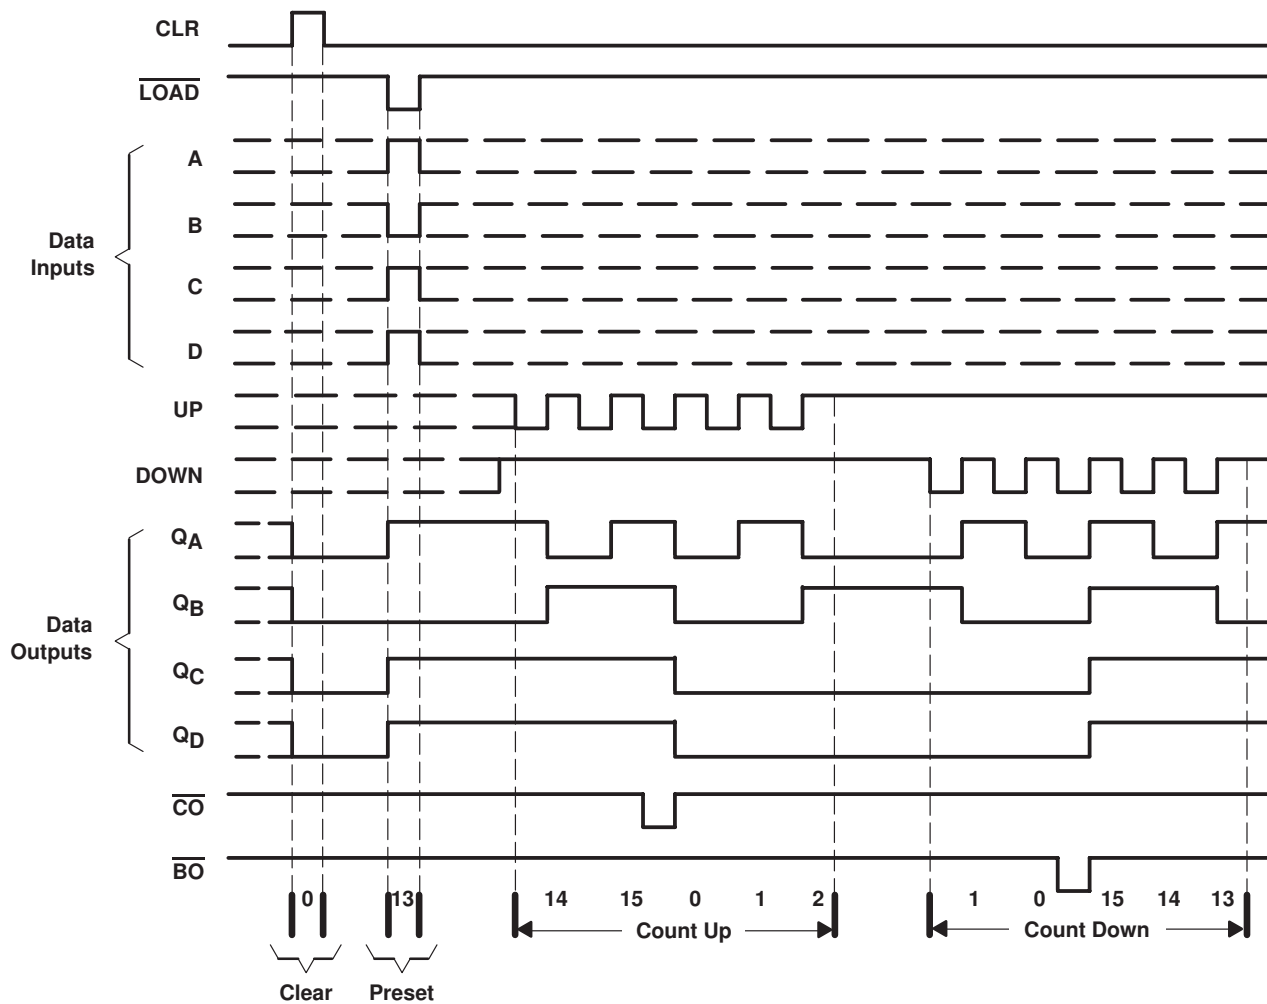 CLR
LOAD
A
B
C
D
Data
Inputs
UP
DOWN
QA
QB
QC
QD
Data
Outputs
CO
BO
0 13 14 15 0 1 2 1 0 15 14 13
Count Up Count Down
Clear Preset